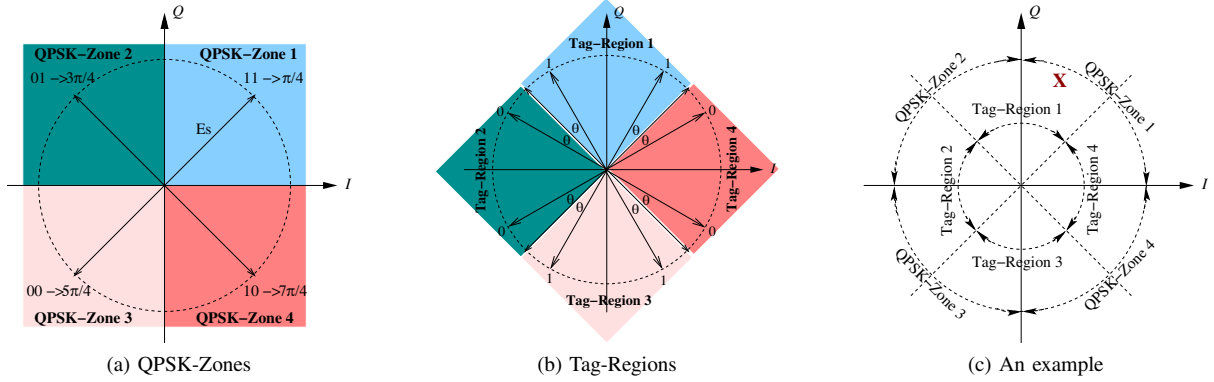 Q
QPSK–Zone 2
QPSK–Zone 1
01 –>3π/4
11 –>π/4
Es
I
00 –>5π/4
10 –>7π/4
QPSK–Zone 3
QPSK–Zone 4
(a) QPSK-Zones
Q
Tag–Region 1
1
1
0
0
θ
θ
θ
θ
Tag–Region 2
Tag–Region 4
I
θ
θ
θ
θ
0
0
1
1
Tag–Region 3
(b) Tag-Regions
Q
QPSK–Zone 2
X
QPSK–Zone 1
Tag–Region 1
Tag–Region 2
Tag–Region 4
I
Tag–Region 3
QPSK–Zone 3
QPSK–Zone 4
(c) An example